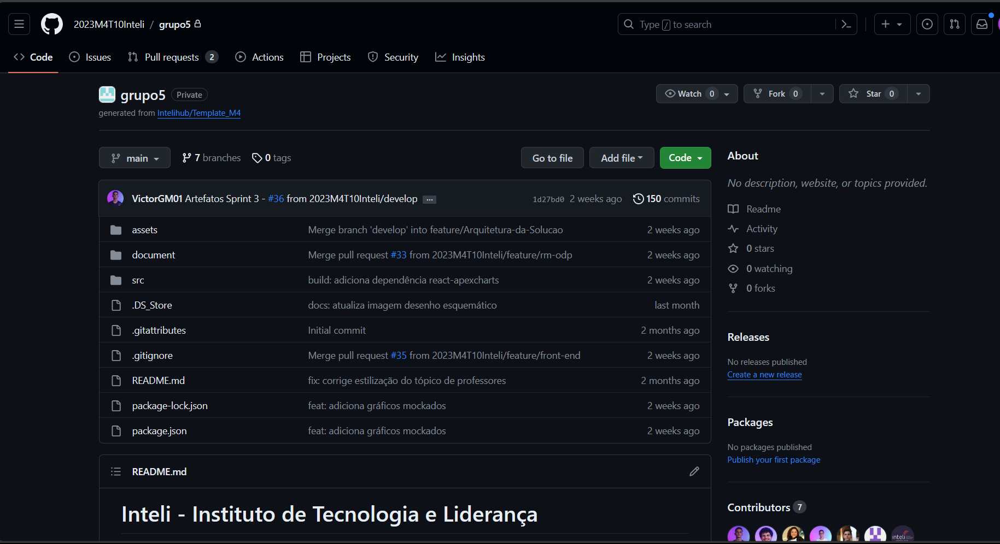 2023M4T10Inteli / grupo5
Type / to search
Code Issues Pull requests 2 Actions Projects Security Insights
grupo5 Private
Watch 0 Fork 0 Star 0
generated from Intelihub/Template_M4
main 7 branches 0 tags Go to file Add file Code
VictorGM01 Artefatos Sprint 3 - #36 from 2023M4T10Inteli/develop ... 1d27bd0 2 weeks ago 150 commits
assets Merge branch 'develop' into feature/Arquitetura-da-Solucao 2 weeks ago
document Merge pull request #33 from 2023M4T10Inteli/feature/rm-odp 2 weeks ago
src build: adiciona dependência react-apexcharts 2 weeks ago
.DS_Store docs: atualiza imagem desenho esquemático last month
.gitattributes Initial commit 2 months ago
.gitignore Merge pull request #35 from 2023M4T10Inteli/feature/front-end 2 weeks ago
README.md fix: corrige estilização do tópico de professores 2 months ago
package-lock.json feat: adiciona gráficos mockados 2 weeks ago
package.json feat: adiciona gráficos mockados 2 weeks ago
README.md
Inteli - Instituto de Tecnologia e Liderança
About
No description, website, or topics provided.
Readme
Activity
0 stars
0 watching
0 forks
Releases
No releases published
Create a new release
Packages
No packages published
Publish your first package
Contributors 7
inteli